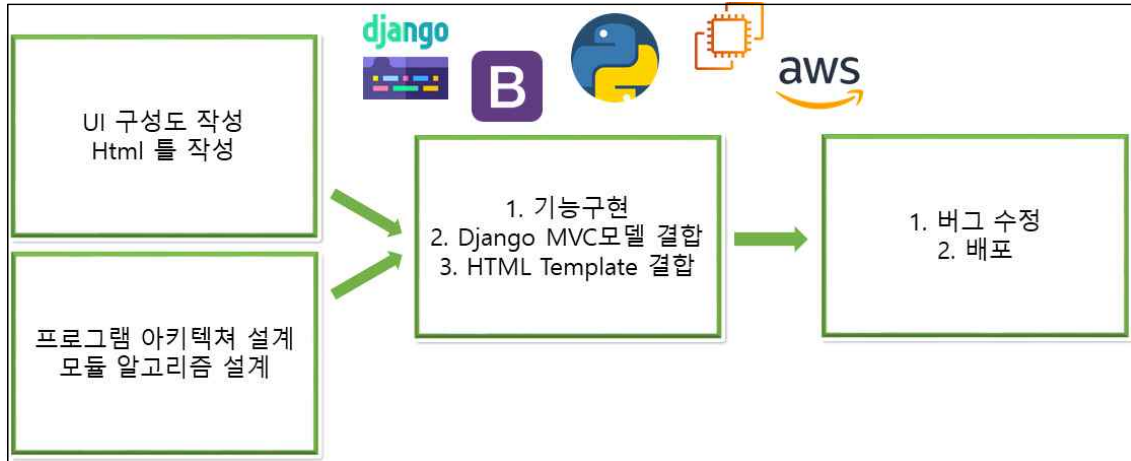 django
B
aws
UI 구성도 작성
Html 틀 작성
프로그램 아키텍쳐 설계
모듈 알고리즘 설계
1. 기능구현
2. Django MVC모델 결합
3. HTML Template 결합
1. 버그 수정
2. 배포